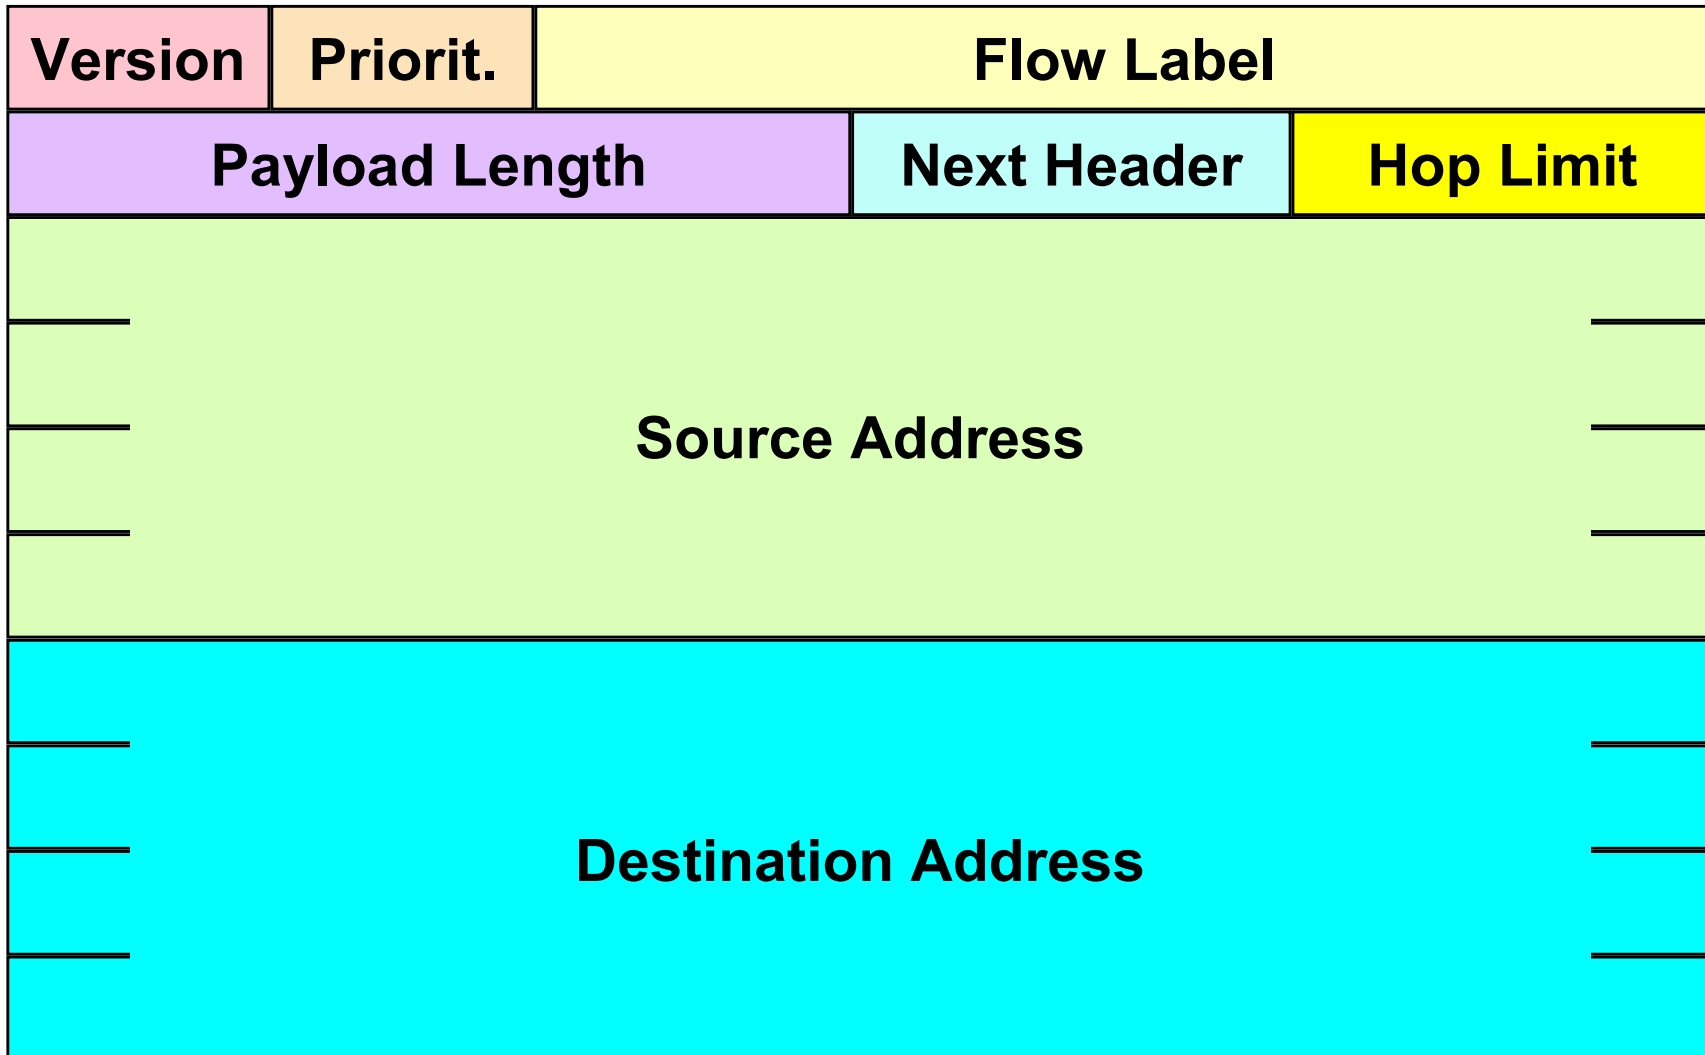 Version Priorit. Flow Label
Payload Length Next Header Hop Limit
Source Address
Destination Address